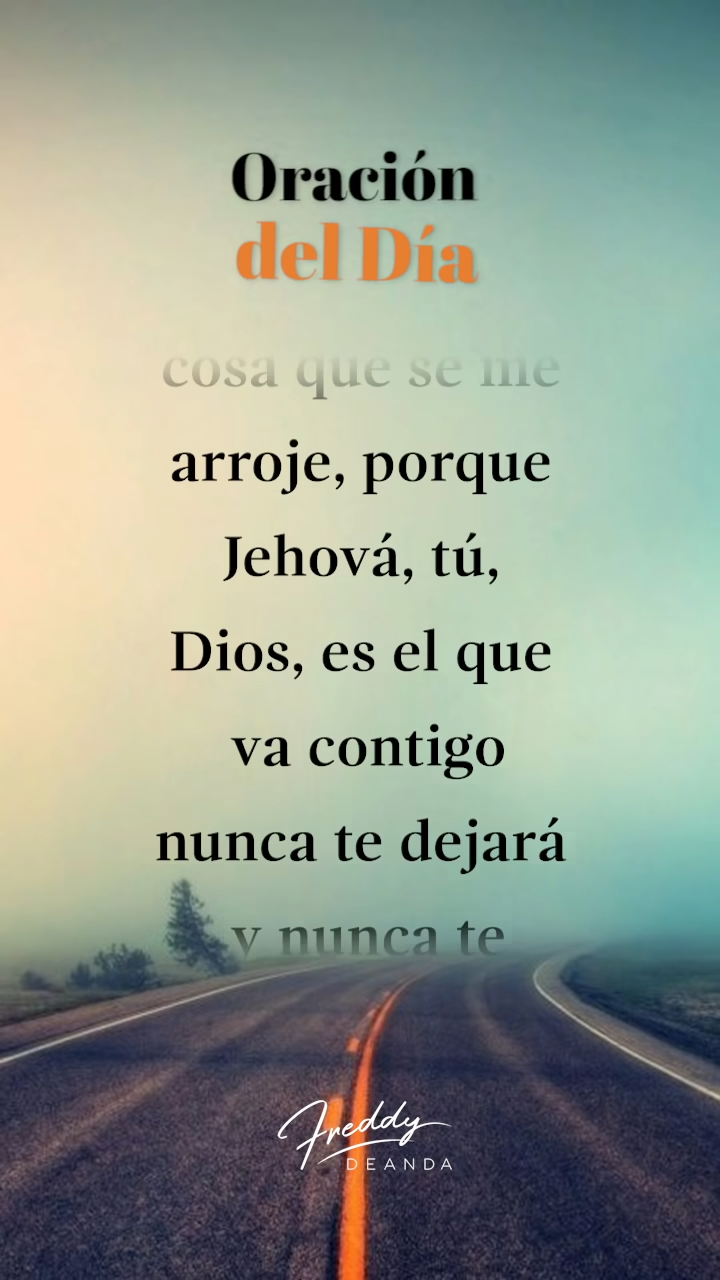 Oración
del Día
cosa que se me
arroje, porque
Jehová, tú,
Dios, es el que
va contigo
nunca te dejará
y nunca te
Freddy
DEANDA